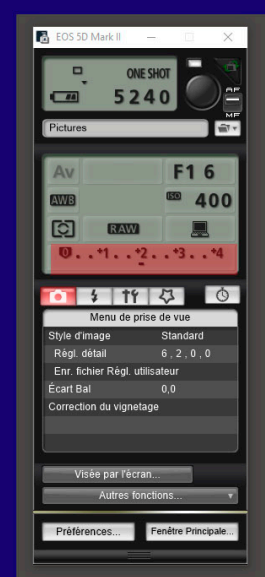 EOS 5D Mark II
ONE SHOT
5240
AF
MF
Pictures
Av F16
AWB ISO 400
RAW
0..+1..+2..+3..+4
Menu de prise de vue
Style d'image Standard
Règl. détail 6 , 2 , 0 , 0
Enr. fichier Règl. utilisateur
Écart Bal 0,0
Correction du vignetage
Visée par l'écran...
Autres fonctions...
Préférences... Fenêtre Principale...